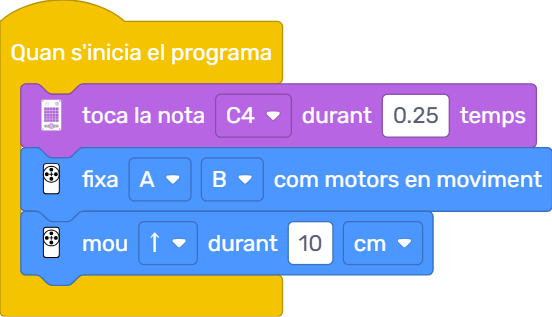 Quan s'inicia el programa
toca la nota C4 durant 0.25 temps
fixa A B com motors en moviment
mou ↑ durant 10 cm